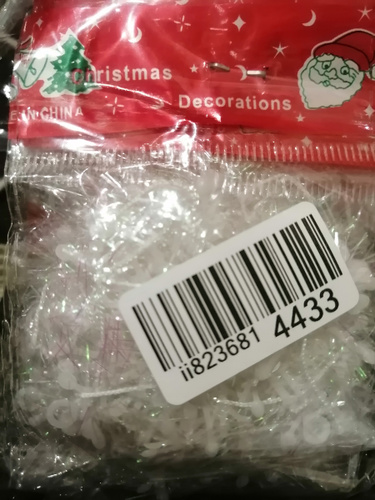 Christmas
Decorations
IN CHINA
ii823681 4433